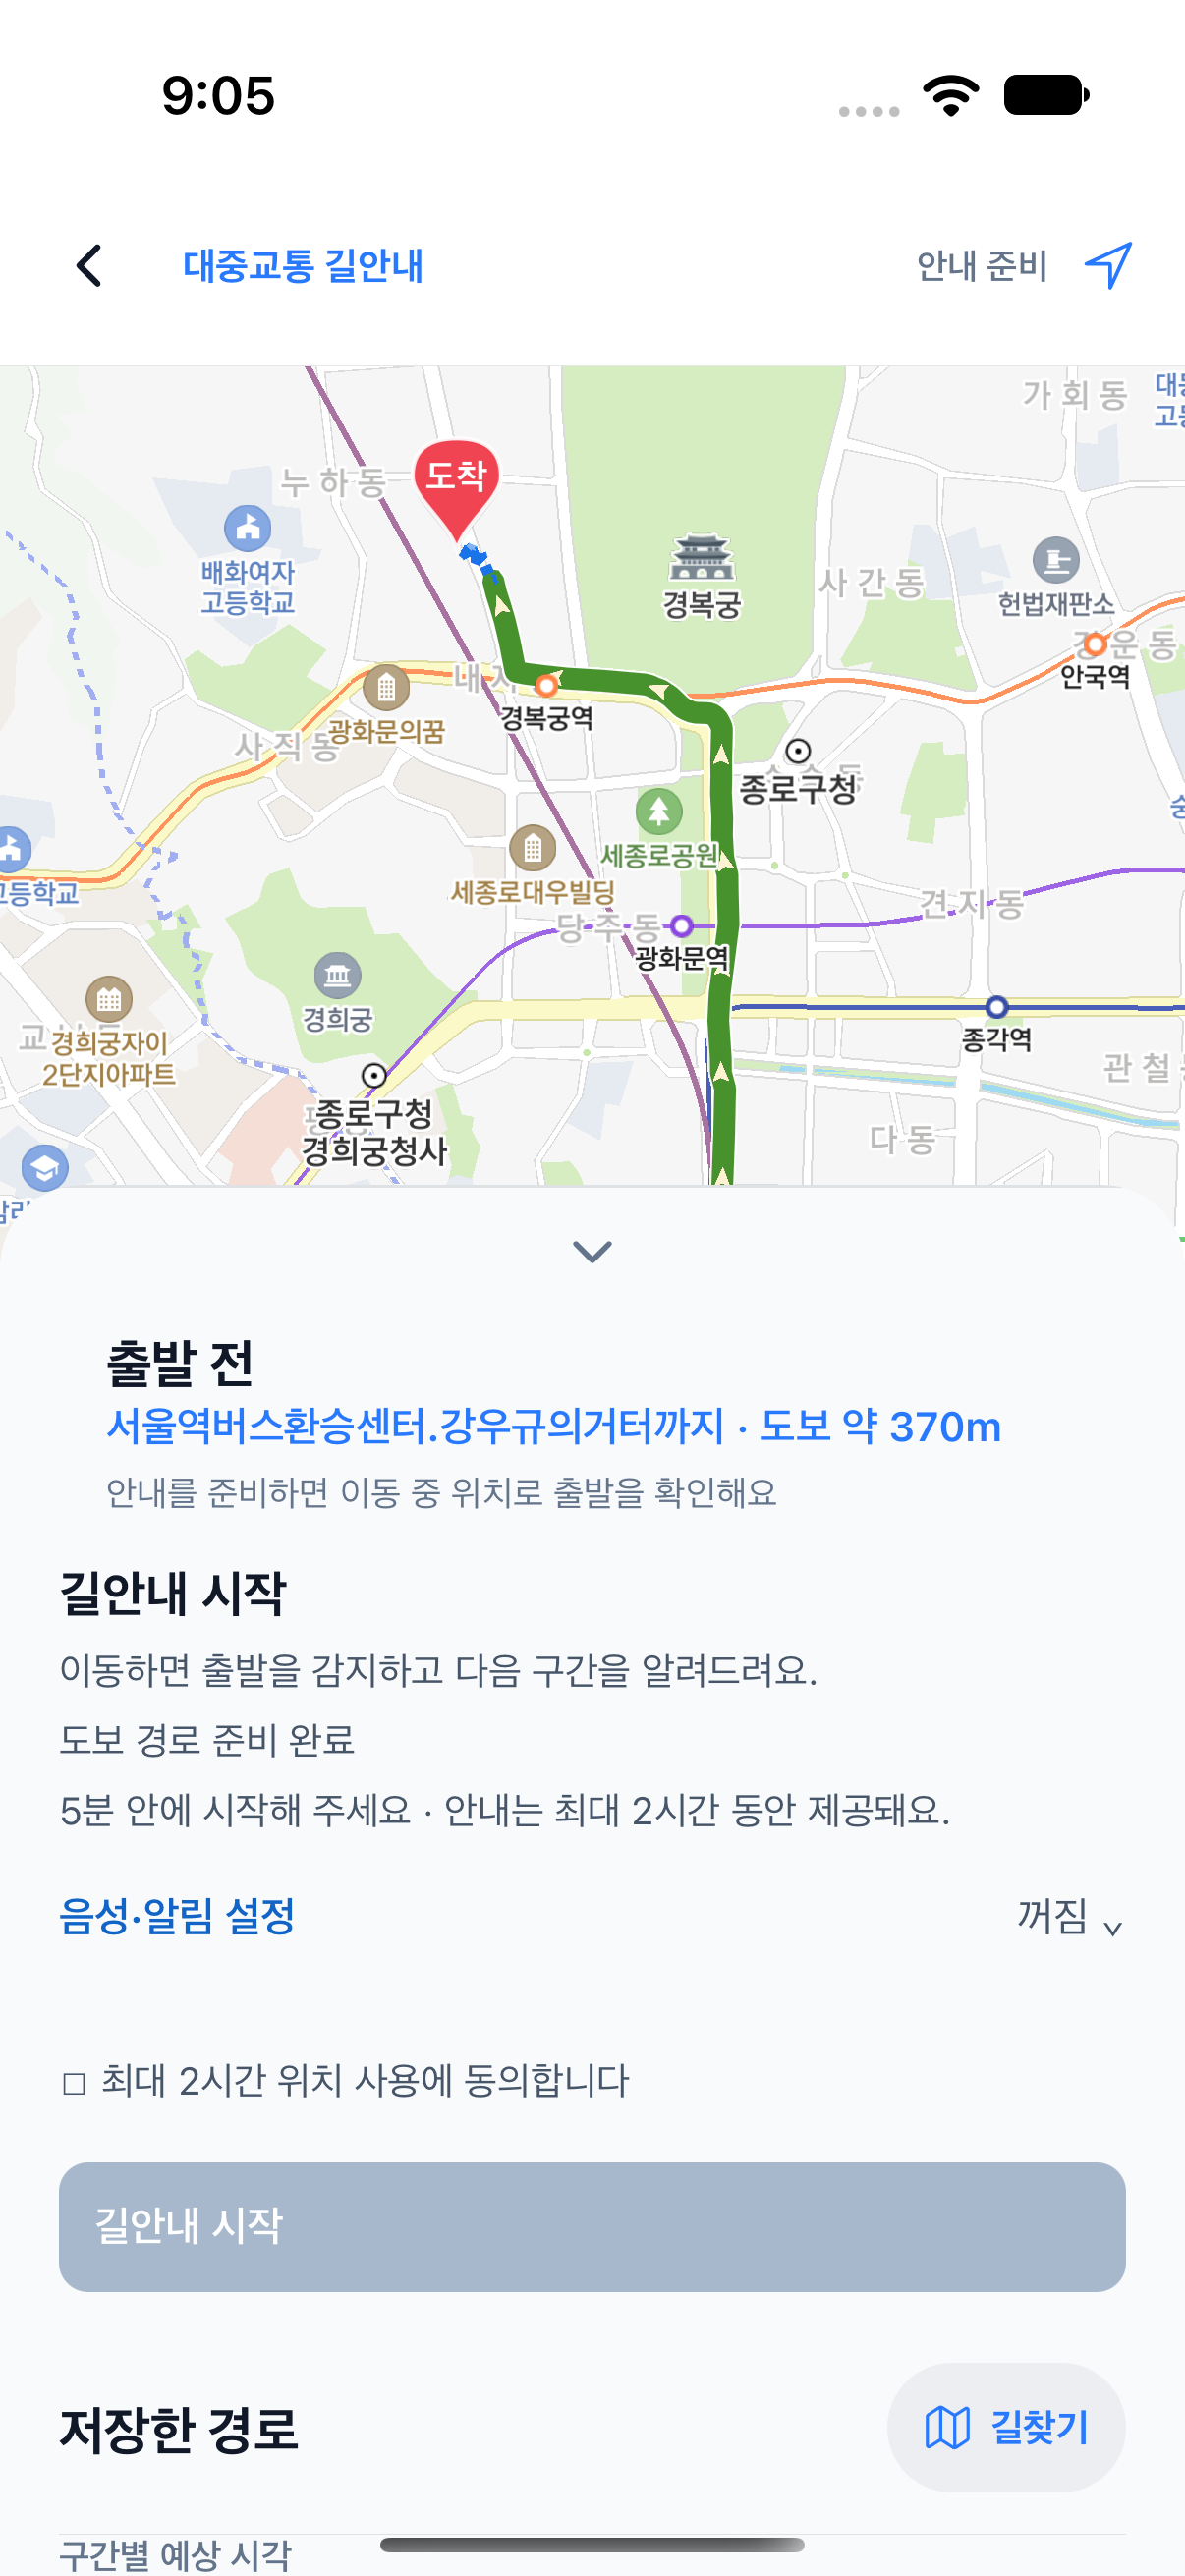 9:05
대중교통 길안내
안내 준비
가회동
누하동
도착
배화여자
고등학교
경복궁
사간동
헌법재판소
안국역
경복궁역
광화문의꿈
사직동
종로구청
세종로공원
세종로대우빌딩
고등학교
견지동
당주동
광화문역
경희궁
종각역
경희궁자이
2단지아파트
관철
종로구청
경희궁청사
다동
출발 전
서울역버스환승센터.강우규의거터까지 · 도보 약 370m
안내를 준비하면 이동 중 위치로 출발을 확인해요
길안내 시작
이동하면 출발을 감지하고 다음 구간을 알려드려요.
도보 경로 준비 완료
5분 안에 시작해 주세요 · 안내는 최대 2시간 동안 제공돼요.
음성·알림 설정
꺼짐
최대 2시간 위치 사용에 동의합니다
길안내 시작
저장한 경로
길찾기
구간별 예상 시각